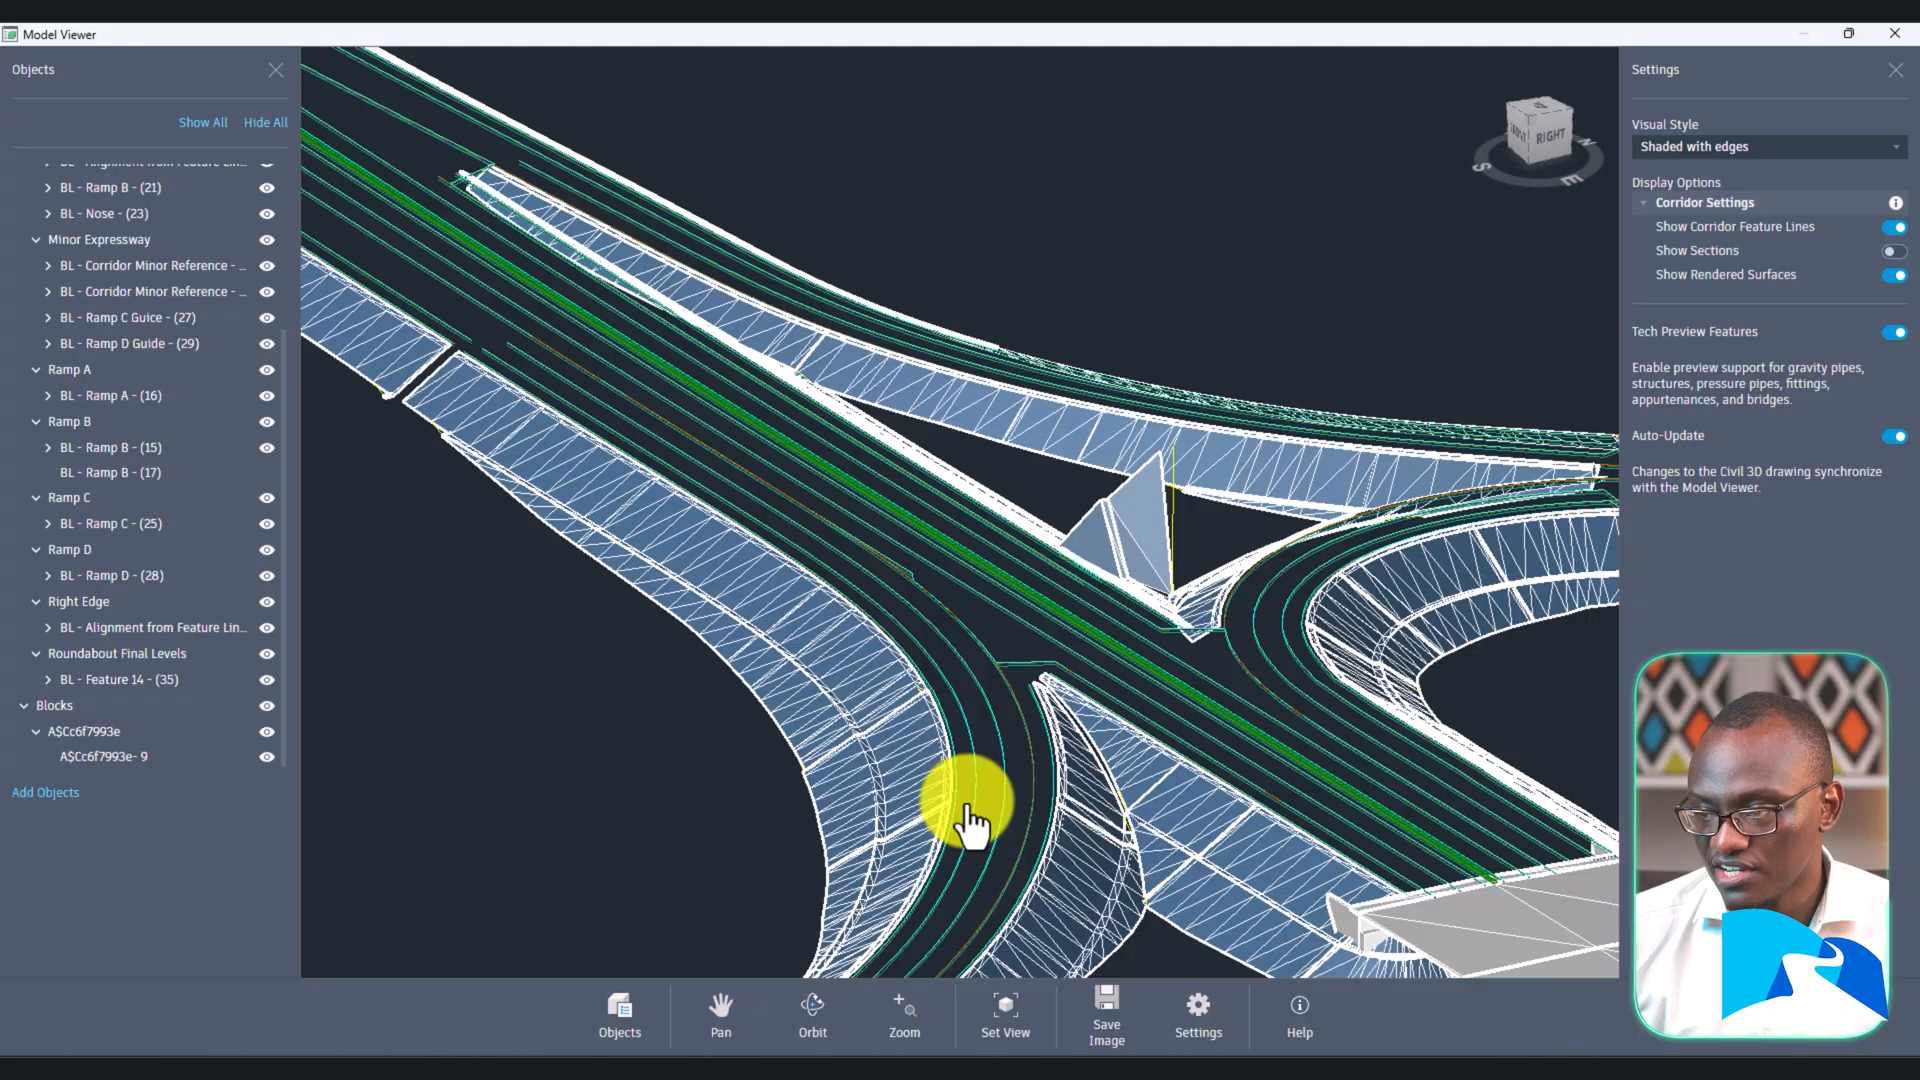 Model Viewer
Objects
Show All Hide All
BL - Alignment from Feature Lin...
BL - Ramp B - (21)
BL - Nose - (23)
Minor Expressway
BL - Corridor Minor Reference - ...
BL - Corridor Minor Reference - ...
BL - Ramp C Guice - (27)
BL - Ramp D Guide - (29)
Ramp A
BL - Ramp A - (16)
Ramp B
BL - Ramp B - (15)
BL - Ramp B - (17)
Ramp C
BL - Ramp C - (25)
Ramp D
BL - Ramp D - (28)
Right Edge
BL - Alignment from Feature Lin...
Roundabout Final Levels
BL - Feature 14 - (35)
Blocks
A$Cc6f7993e
A$Cc6f7993e- 9
Add Objects
RIGHT
S
E
N
Settings
Visual Style
Shaded with edges
Display Options
Corridor Settings
Show Corridor Feature Lines
Show Sections
Show Rendered Surfaces
Tech Preview Features
Enable preview support for gravity pipes,
structures, pressure pipes, fittings,
appurtenances, and bridges.
Auto-Update
Changes to the Civil 3D drawing synchronize
with the Model Viewer.
Objects
Pan
Orbit
Zoom
Set View
Save
Image
Settings
Help